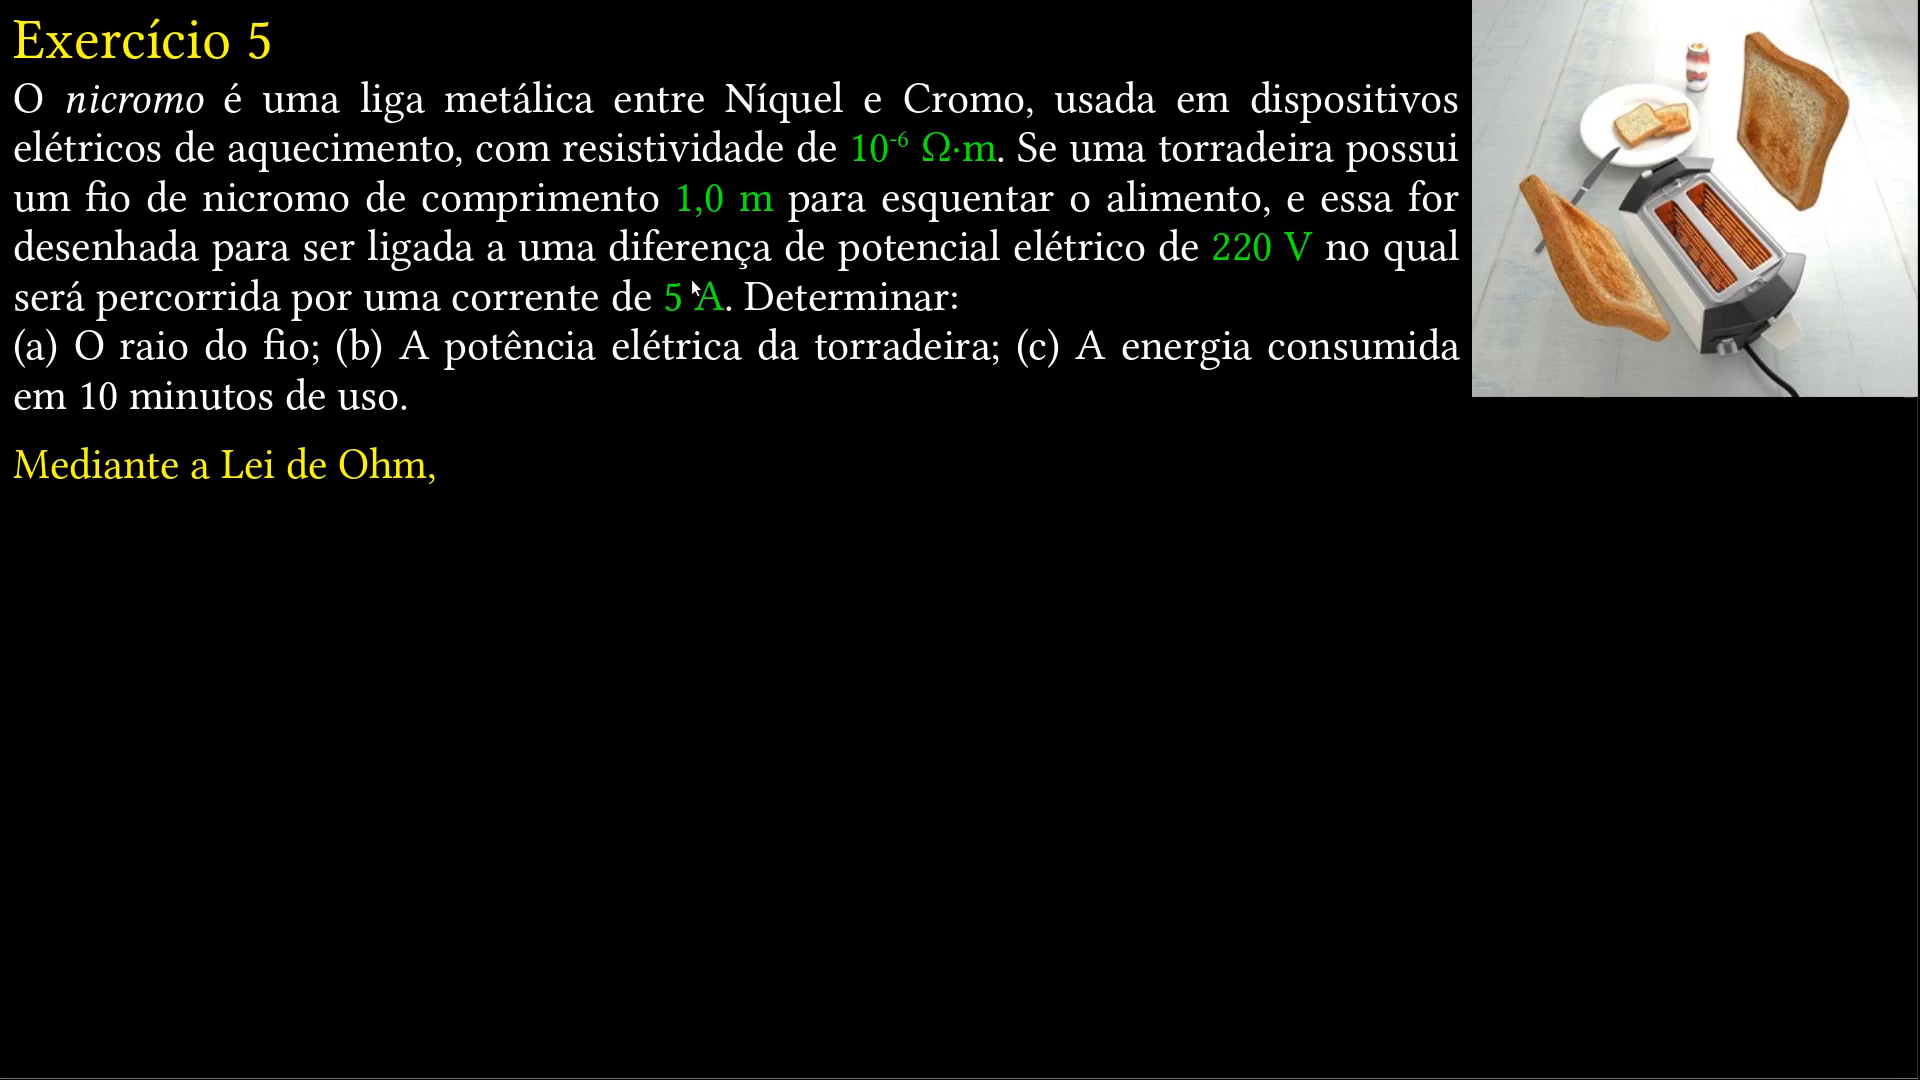 Exercício 5
O nicromo é uma liga metálica entre Níquel e Cromo, usada em dispositivos
elétricos de aquecimento, com resistividade de 10⁻⁶ Ω·m. Se uma torradeira possui
um fio de nicromo de comprimento 1,0 m para esquentar o alimento, e essa for
desenhada para ser ligada a uma diferença de potencial elétrico de 220 V no qual
será percorrida por uma corrente de 5 A. Determinar:
(a) O raio do fio; (b) A potência elétrica da torradeira; (c) A energia consumida
em 10 minutos de uso.
Mediante a Lei de Ohm,